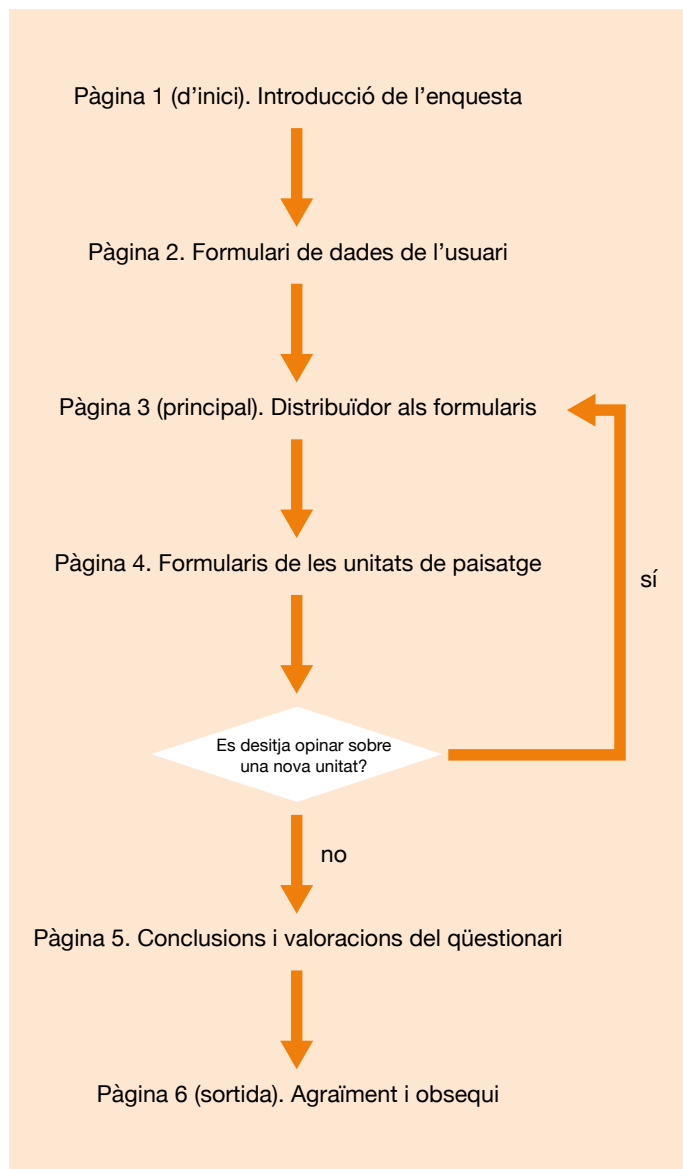 Pàgina 1 (d’inici). Introducció de l’enquesta
Pàgina 2. Formulari de dades de l’usuari
Pàgina 3 (principal). Distribuïdor als formularis
Pàgina 4. Formularis de les unitats de paisatge
sí
Es desitja opinar sobre
una nova unitat?
no
Pàgina 5. Conclusions i valoracions del qüestionari
Pàgina 6 (sortida). Agraïment i obsequi